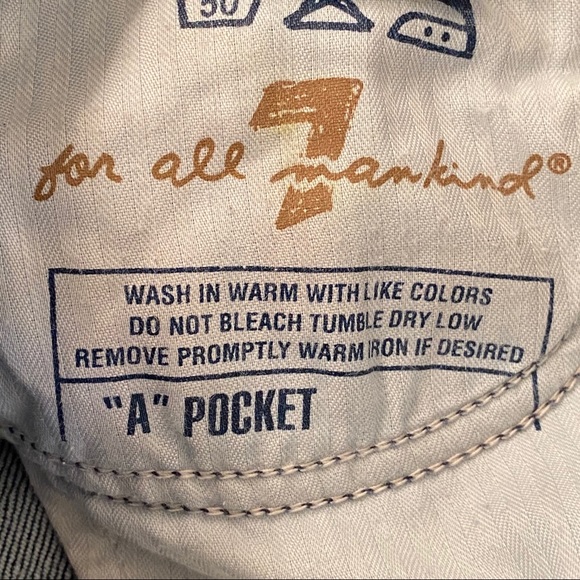 50
7
for all mankind®
WASH IN WARM WITH LIKE COLORS
DO NOT BLEACH TUMBLE DRY LOW
REMOVE PROMPTLY WARM IRON IF DESIRED
"A" POCKET